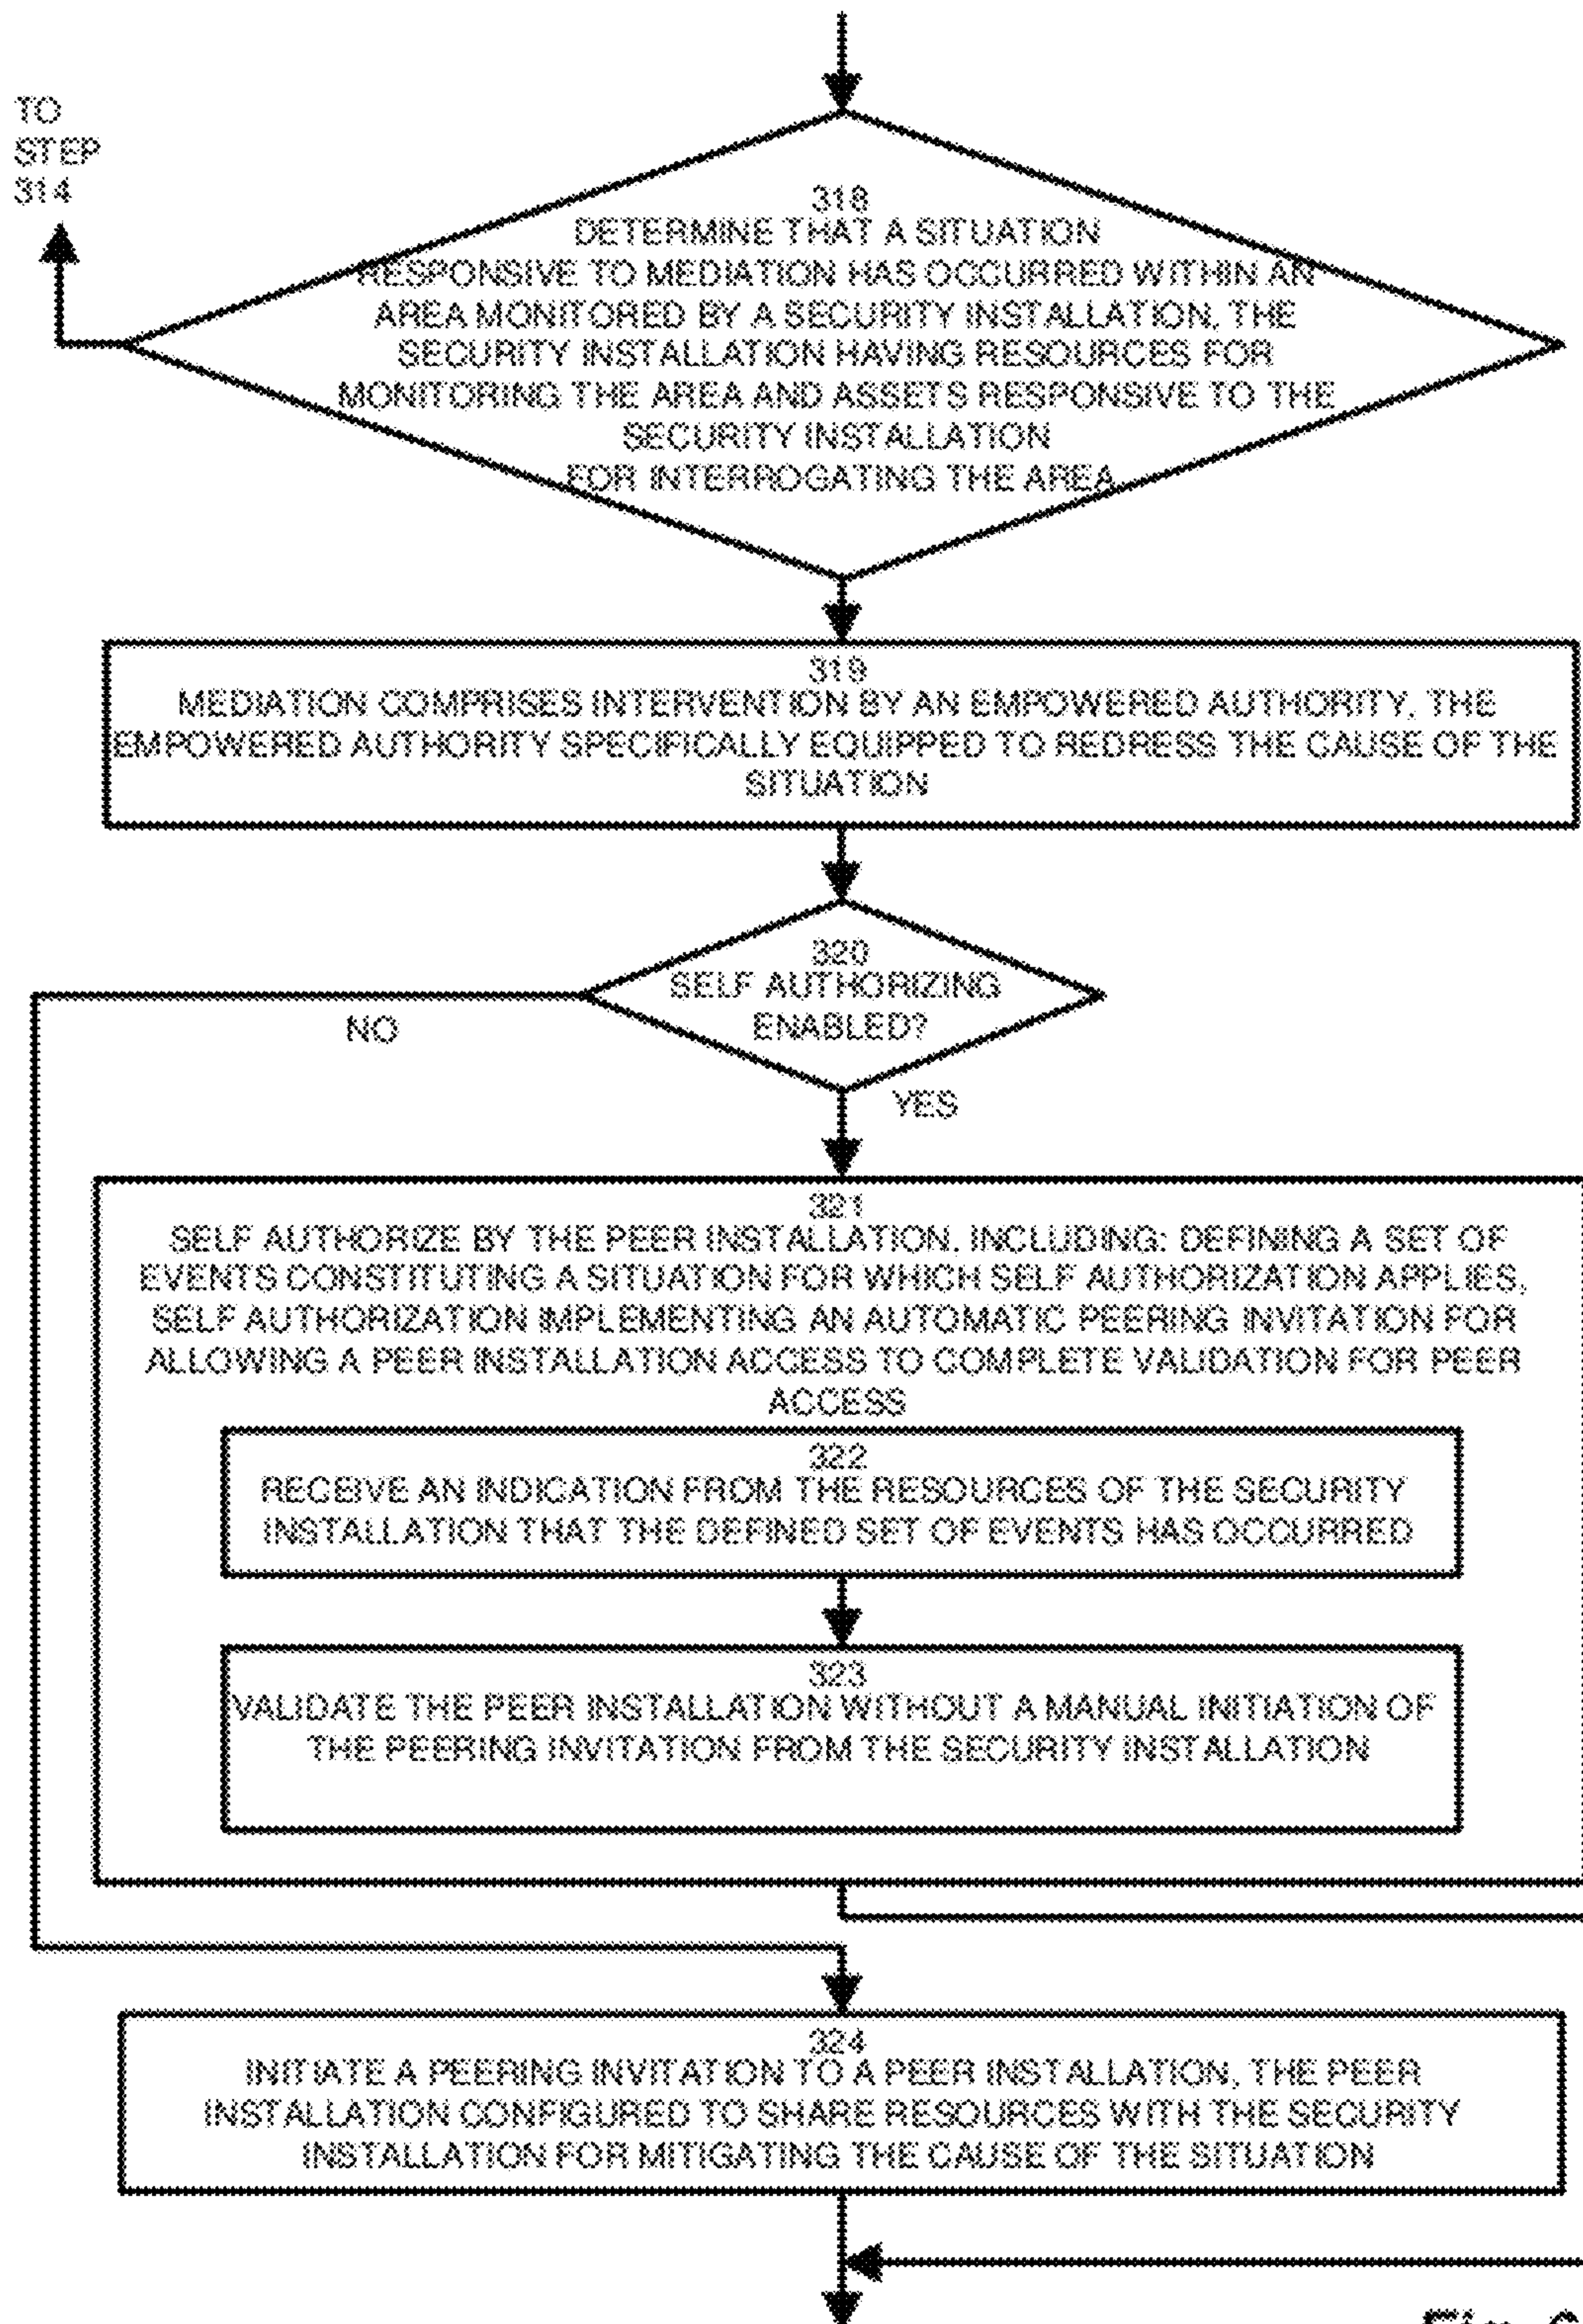 TO
STEP
314
318
DETERMINE THAT A SITUATION
RESPONSIVE TO MEDIATION HAS OCCURRED WITHIN AN
AREA MONITORED BY A SECURITY INSTALLATION, THE
SECURITY INSTALLATION HAVING RESOURCES FOR
MONITORING THE AREA AND ASSETS RESPONSIVE TO THE
SECURITY INSTALLATION
FOR INTERROGATING THE AREA
319
MEDIATION COMPRISES INTERVENTION BY AN EMPOWERED AUTHORITY, THE
EMPOWERED AUTHORITY SPECIFICALLY EQUIPPED TO REDRESS THE CAUSE OF THE
SITUATION
320
SELF AUTHORIZING
ENABLED?
NO
YES
321
SELF AUTHORIZE BY THE PEER INSTALLATION, INCLUDING: DEFINING A SET OF
EVENTS CONSTITUTING A SITUATION FOR WHICH SELF AUTHORIZATION APPLIES,
SELF AUTHORIZATION IMPLEMENTING AN AUTOMATIC PEERING INVITATION FOR
ALLOWING A PEER INSTALLATION ACCESS TO COMPLETE VALIDATION FOR PEER
ACCESS
322
RECEIVE AN INDICATION FROM THE RESOURCES OF THE SECURITY
INSTALLATION THAT THE DEFINED SET OF EVENTS HAS OCCURRED
323
VALIDATE THE PEER INSTALLATION WITHOUT A MANUAL INITIATION OF
THE PEERING INVITATION FROM THE SECURITY INSTALLATION
324
INITIATE A PEERING INVITATION TO A PEER INSTALLATION, THE PEER
INSTALLATION CONFIGURED TO SHARE RESOURCES WITH THE SECURITY
INSTALLATION FOR MITIGATING THE CAUSE OF THE SITUATION